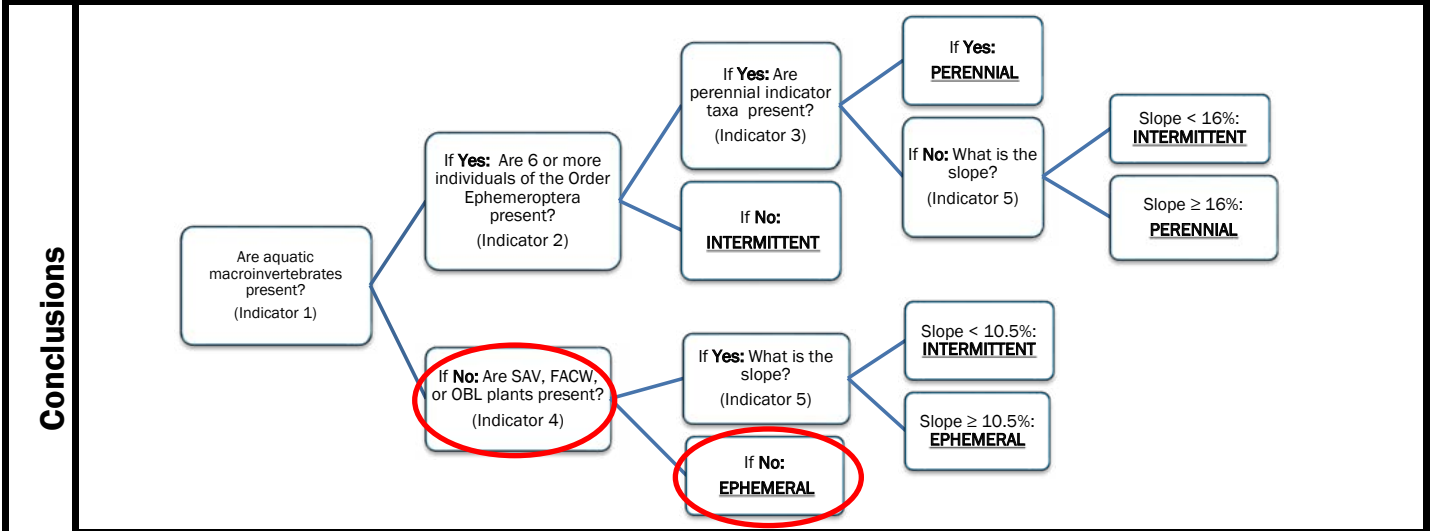 Conclusions
Are aquatic
macroinvertebrates
present?
(Indicator 1)
If Yes: Are 6 or more
individuals of the Order
Ephemeroptera
present?
(Indicator 2)
If Yes: Are
perennial indicator
taxa present?
(Indicator 3)
If Yes:
PERENNIAL
If No: What is the
slope?
(Indicator 5)
Slope < 16%:
INTERMITTENT
Slope ≥ 16%:
PERENNIAL
If No:
INTERMITTENT
If No: Are SAV, FACW,
or OBL plants present?
(Indicator 4)
If Yes: What is the
slope?
(Indicator 5)
Slope < 10.5%:
INTERMITTENT
Slope ≥ 10.5%:
EPHEMERAL
If No:
EPHEMERAL